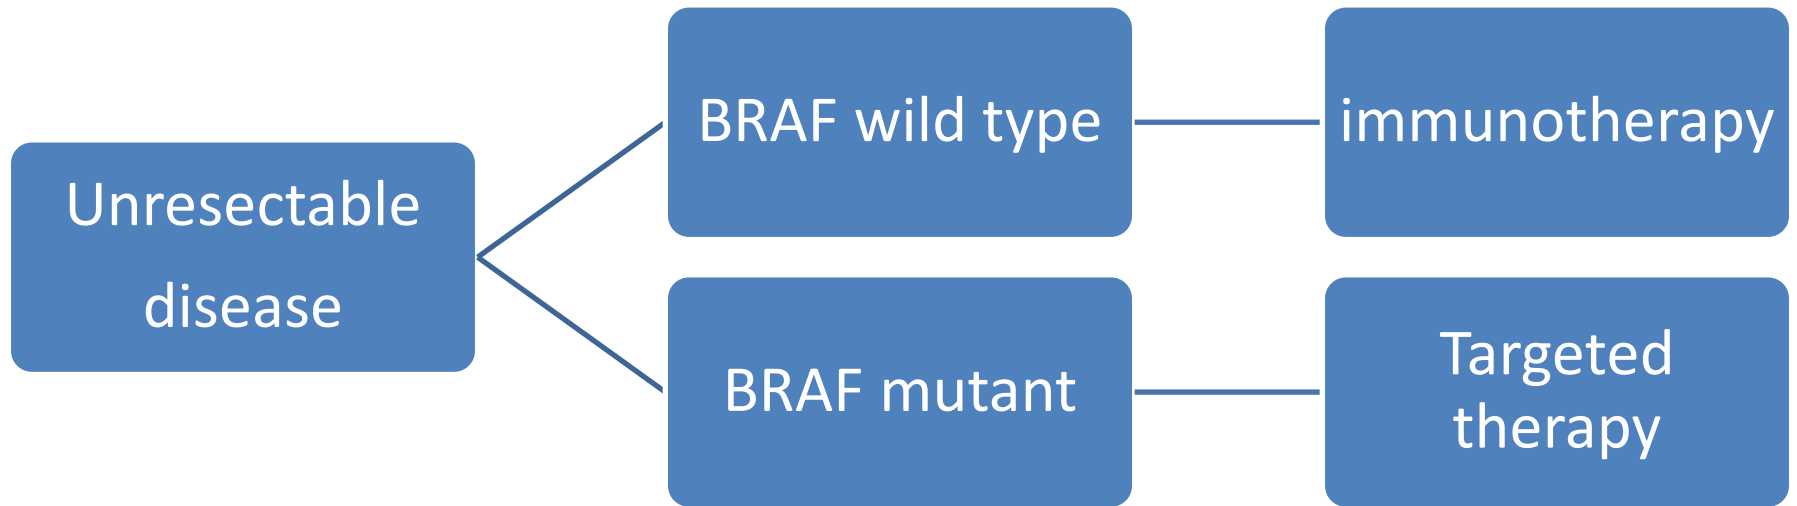 Unresectable
disease
BRAF wild type
immunotherapy
BRAF mutant
Targeted
therapy